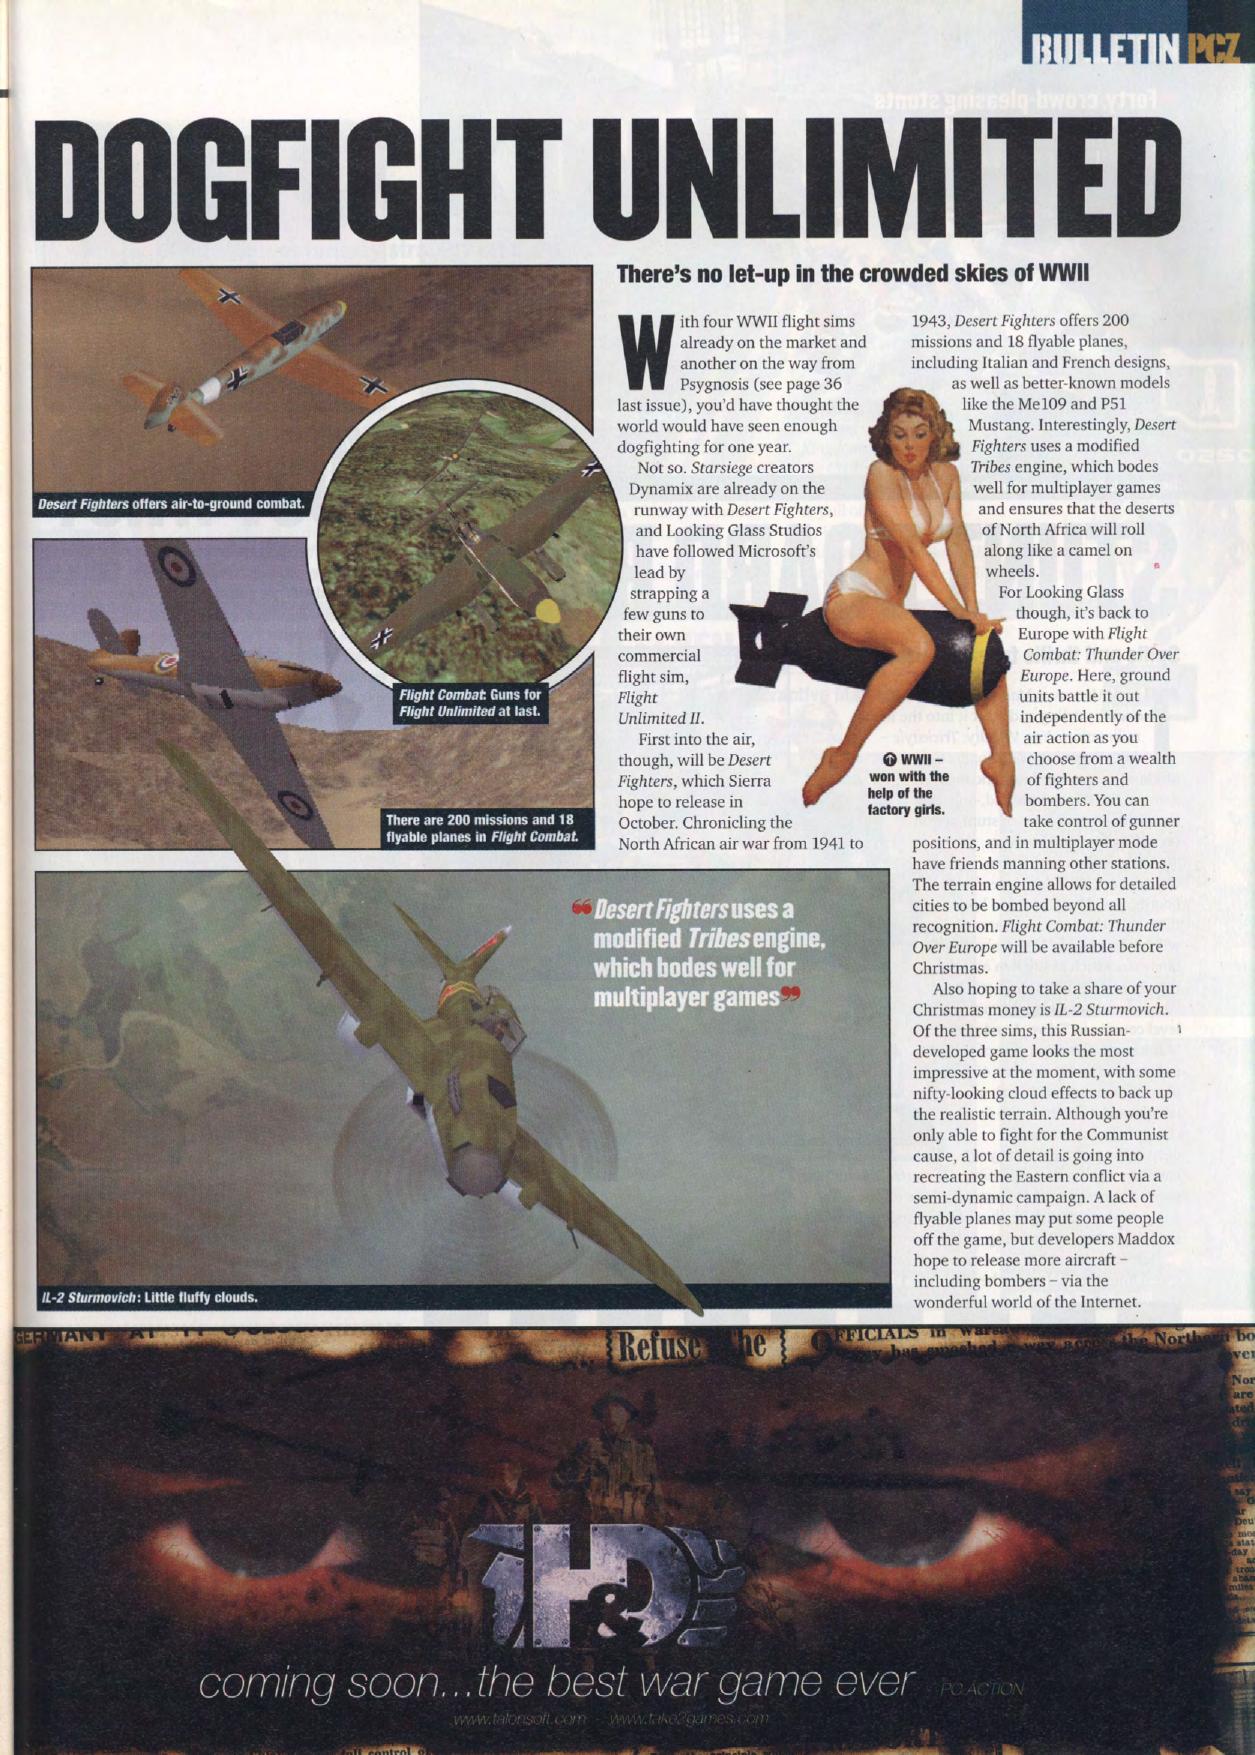 BULLETIN PCZ
DOGFIGHT UNLIMITED
There's no let-up in the crowded skies of WWII
Desert Fighters offers air-to-ground combat.
Flight Combat: Guns for
Flight Unlimited at last.
There are 200 missions and 18
flyable planes in Flight Combat.
With four WWII flight sims
already on the market and
another on the way from
Psygnosis (see page 36
last issue), you'd have thought the
world would have seen enough
dogfighting for one year.
Not so. Starsiege creators
Dynamix are already on the
runway with Desert Fighters,
and Looking Glass Studios
have followed Microsoft's
lead by
strapping a
few guns to
their own
commercial
flight sim,
Flight
Unlimited II.
First into the air,
though, will be Desert
Fighters, which Sierra
hope to release in
October. Chronicling the
North African air war from 1941 to
1943, Desert Fighters offers 200
missions and 18 flyable planes,
including Italian and French designs,
as well as better-known models
like the Me109 and P51
Mustang. Interestingly, Desert
Fighters uses a modified
Tribes engine, which bodes
well for multiplayer games
and ensures that the deserts
of North Africa will roll
along like a camel on
wheels.
For Looking Glass
though, it's back to
Europe with Flight
Combat: Thunder Over
Europe. Here, ground
units battle it out
independently of the
air action as you
choose from a wealth
of fighters and
bombers. You can
take control of gunner
positions, and in multiplayer mode
have friends manning other stations.
The terrain engine allows for detailed
cities to be bombed beyond all
recognition. Flight Combat: Thunder
Over Europe will be available before
Christmas.
Also hoping to take a share of your
Christmas money is IL-2 Sturmovich.
Of the three sims, this Russian-
developed game looks the most
impressive at the moment, with some
nifty-looking cloud effects to back up
the realistic terrain. Although you're
only able to fight for the Communist
cause, a lot of detail is going into
recreating the Eastern conflict via a
semi-dynamic campaign. A lack of
flyable planes may put some people
off the game, but developers Maddox
hope to release more aircraft –
including bombers – via the
wonderful world of the Internet.
WWII –
won with the
help of the
factory girls.
❝Desert Fighters uses a
modified Tribes engine,
which bodes well for
multiplayer games❞
IL-2 Sturmovich: Little fluffy clouds.
GERMANY AT
Refuse the
OFFICIALS in Warsaw
the Northern
H&D
coming soon...the best war game ever PC ACTION
www.talonsoft.com - www.take2games.com
full control of